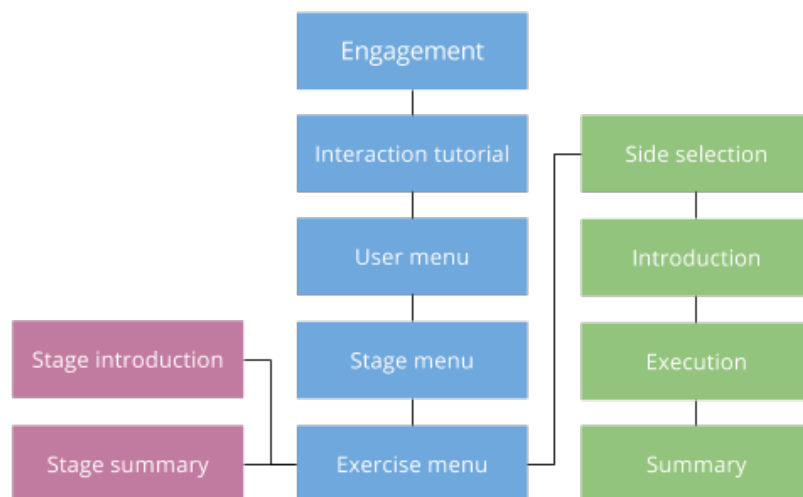 Engagement
Interaction tutorial
Side selection
User menu
Introduction
Stage introduction
Stage menu
Execution
Stage summary
Exercise menu
Summary